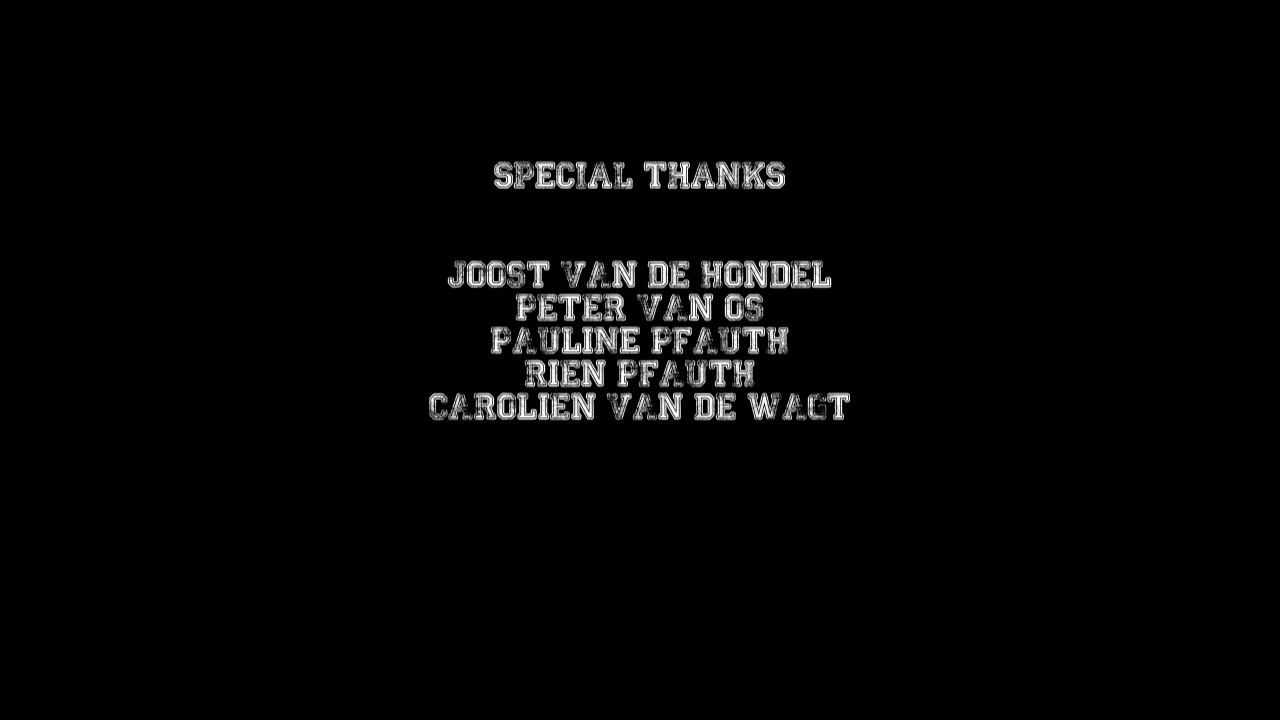 SPECIAL THANKS
JOOST VAN DE HONDEL
PETER VAN OS
PAULINE PFAUTH
RIEN PFAUTH
CAROLIEN VAN DE WAGT